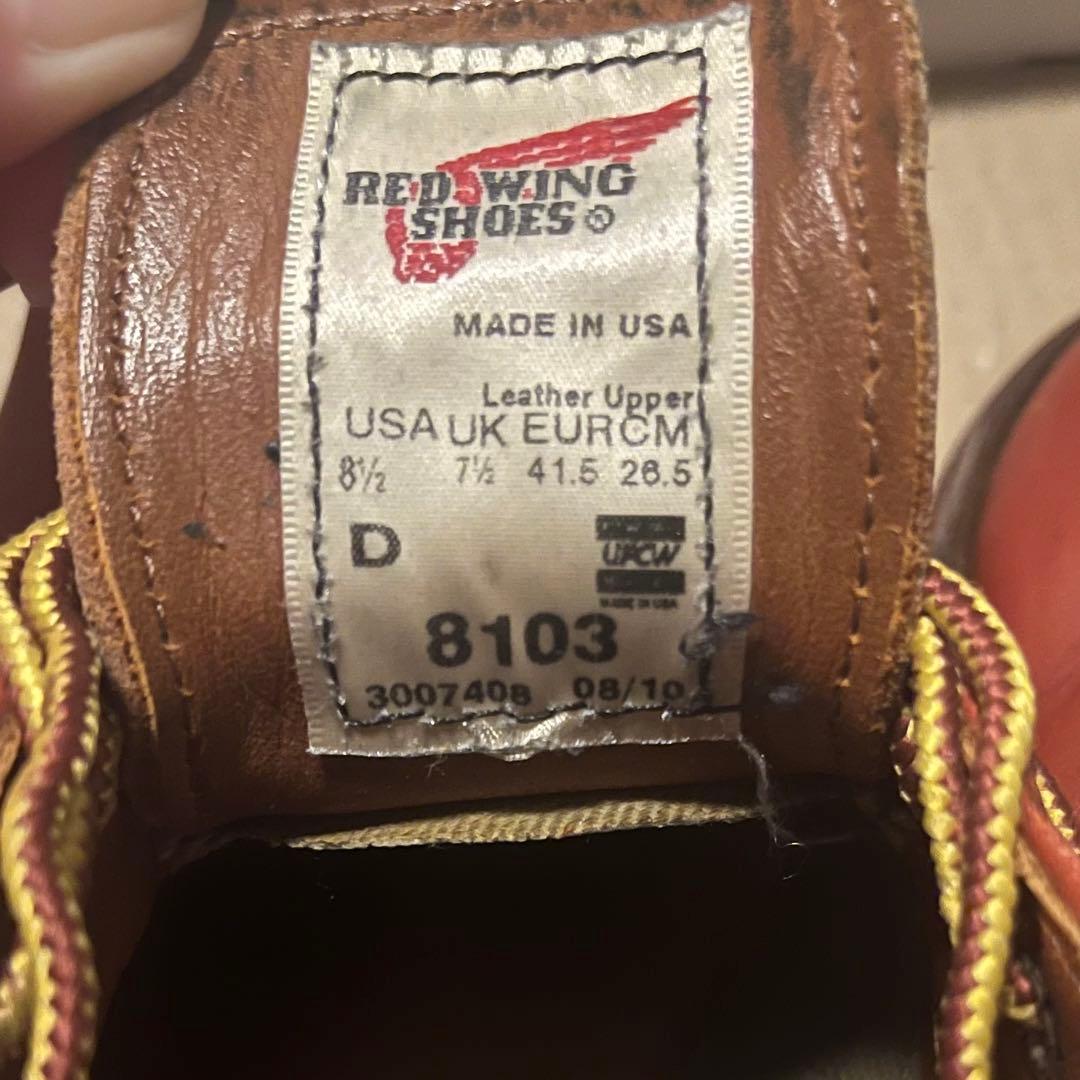 RED WING
SHOES ®
MADE IN USA
Leather Upper
USA UK EUR CM
8½ 7½ 41.5 26.5
D
UFCW
MADE IN USA
8103
3007408 08/10